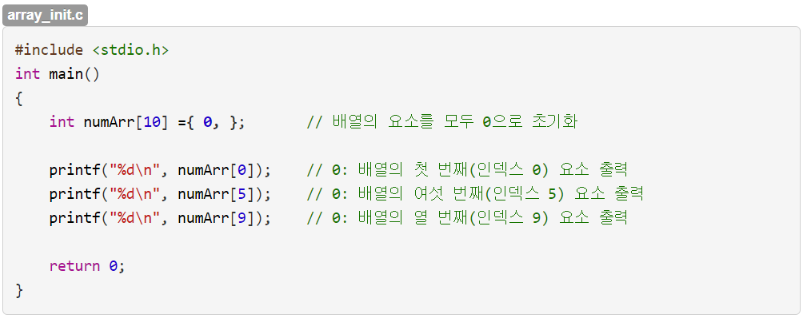 array_init.c
#include <stdio.h>
int main()
{
    int numArr[10] ={ 0, };       // 배열의 요소를 모두 0으로 초기화
    printf("%d\n", numArr[0]);    // 0: 배열의 첫 번째(인덱스 0) 요소 출력
    printf("%d\n", numArr[5]);    // 0: 배열의 여섯 번째(인덱스 5) 요소 출력
    printf("%d\n", numArr[9]);    // 0: 배열의 열 번째(인덱스 9) 요소 출력
    return 0;
}